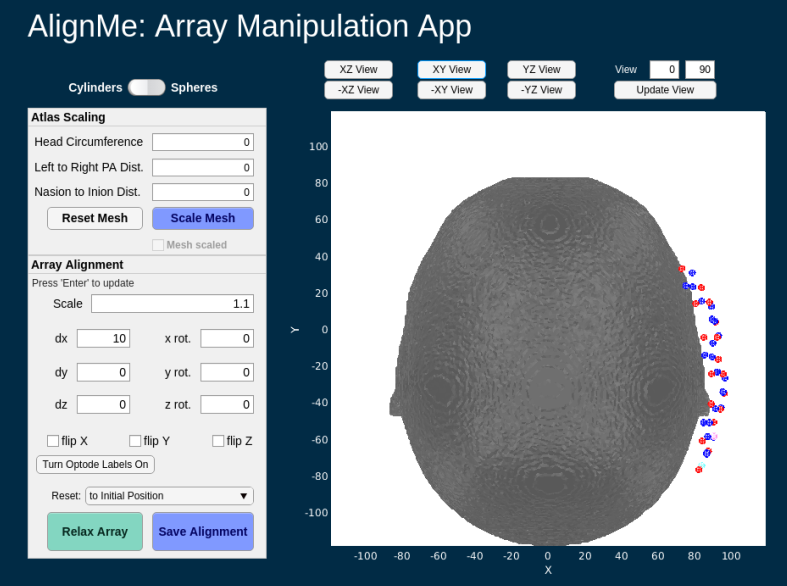 AlignMe: Array Manipulation App
XZ View XY View YZ View View 0 90
-XZ View -XY View -YZ View Update View
Cylinders Spheres
Atlas Scaling
Head Circumference 0
Left to Right PA Dist. 0
Nasion to Inion Dist. 0
Reset Mesh Scale Mesh
Mesh scaled
Array Alignment
Press 'Enter' to update
Scale 1.1
dx 10 x rot. 0
dy 0 y rot. 0
dz 0 z rot. 0
flip X flip Y flip Z
Turn Optode Labels On
Reset: to Initial Position
Relax Array Save Alignment
100
80
60
40
20
0
-20
-40
-60
-80
-100
Y
-100 -80 -60 -40 -20 0 20 40 60 80 100
X